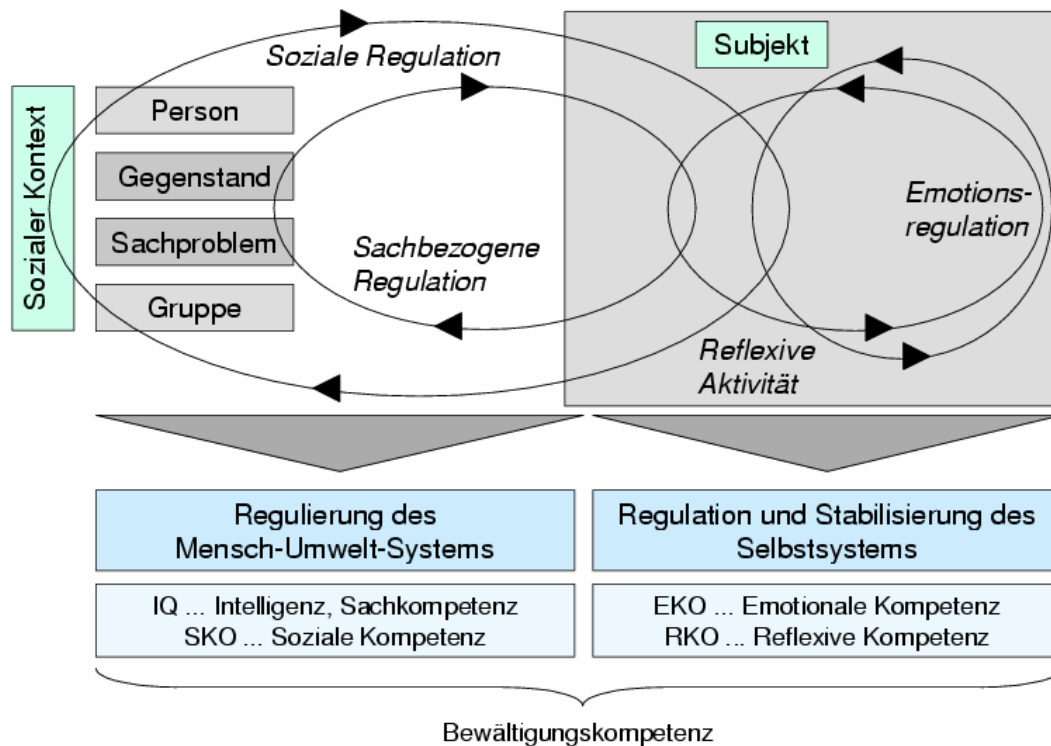 Soziale Regulation
Subjekt
Sozialer Kontext
Person
Gegenstand
Sachproblem
Gruppe
Sachbezogene
Regulation
Emotions-
regulation
Reflexive
Aktivität
Regulierung des
Mensch-Umwelt-Systems
Regulation und Stabilisierung des
Selbstsystems
IQ ... Intelligenz, Sachkompetenz
SKO ... Soziale Kompetenz
EKO ... Emotionale Kompetenz
RKO ... Reflexive Kompetenz
Bewältigungskompetenz